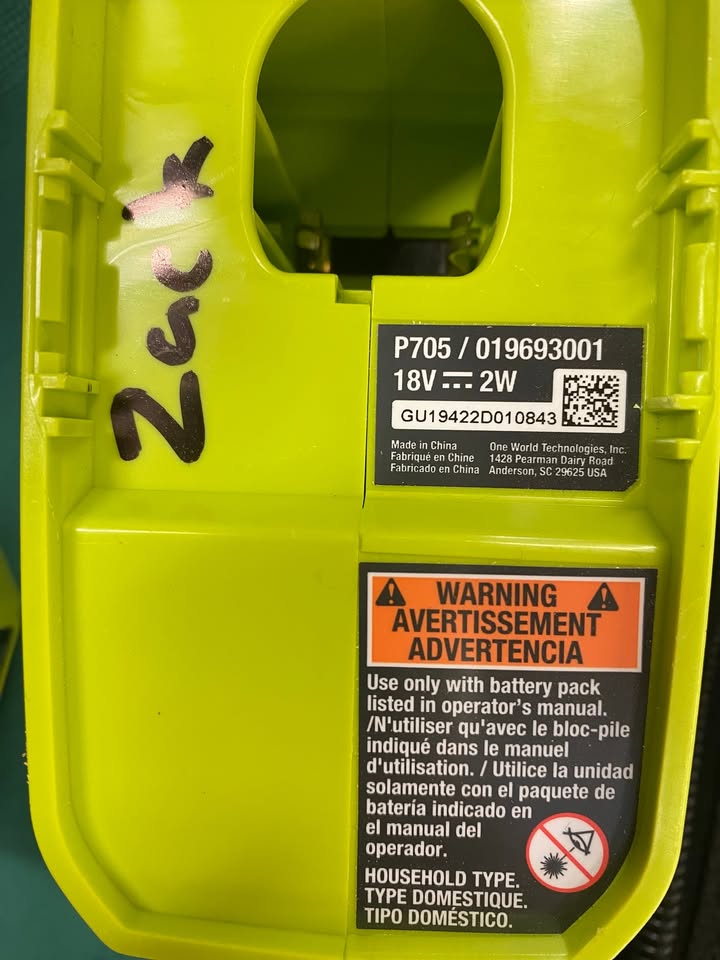 Zack
P705 / 019693001
18V ⎓ 2W
GU19422D010843
Made in China
Fabriqué en Chine
Fabricado en China
One World Technologies, Inc.
1428 Pearman Dairy Road
Anderson, SC 29625 USA
WARNING
AVERTISSEMENT
ADVERTENCIA
Use only with battery pack
listed in operator's manual.
/N'utiliser qu'avec le bloc-pile
indiqué dans le manuel
d'utilisation. / Utilice la unidad
solamente con el paquete de
batería indicado en
el manual del
operador.
HOUSEHOLD TYPE.
TYPE DOMESTIQUE.
TIPO DOMÉSTICO.